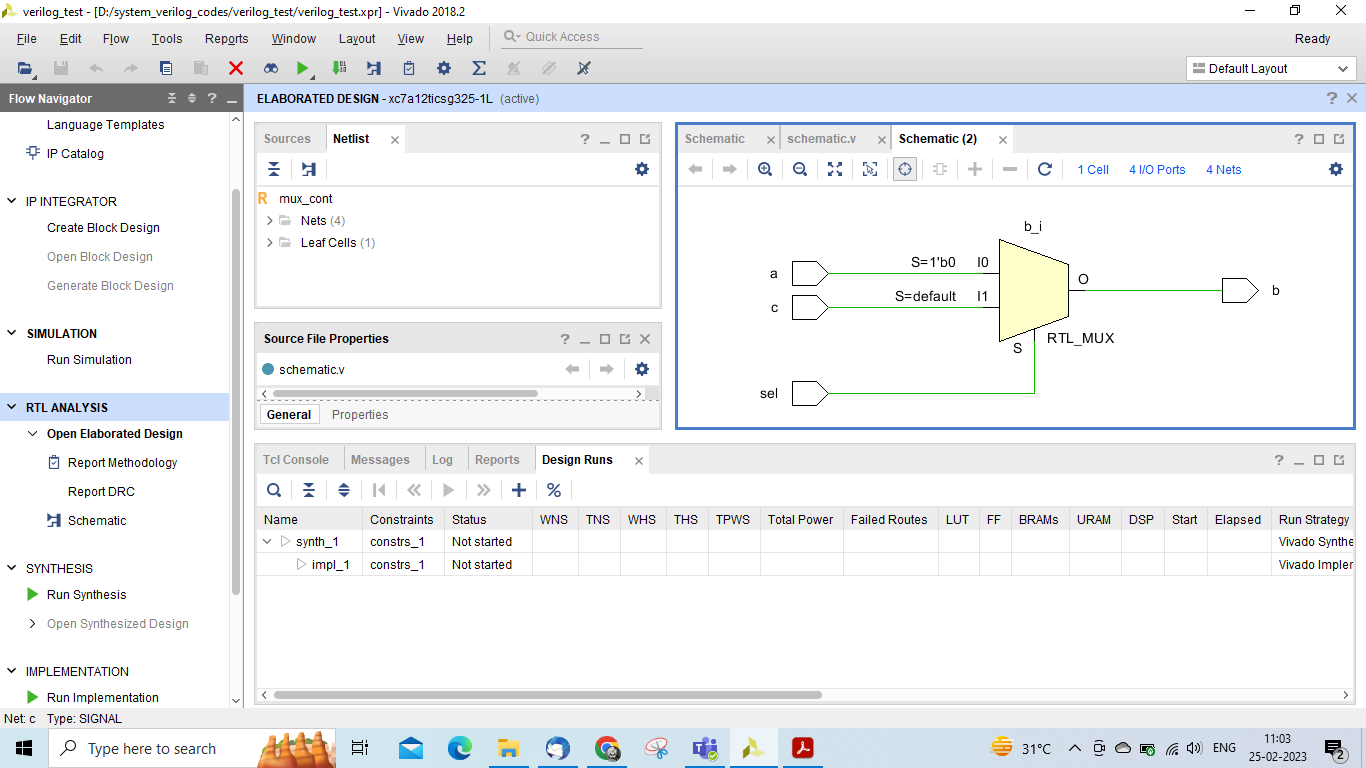 verilog_test - [D:/system_verilog_codes/verilog_test/verilog_test.xpr] - Vivado 2018.2
File Edit Flow Tools Reports Window Layout View Help Quick Access Ready
Default Layout
Flow Navigator
ELABORATED DESIGN - xc7a12ticsg325-1L (active)
Language Templates
IP Catalog
IP INTEGRATOR
Create Block Design
Open Block Design
Generate Block Design
SIMULATION
Run Simulation
RTL ANALYSIS
Open Elaborated Design
Report Methodology
Report DRC
Schematic
SYNTHESIS
Run Synthesis
Open Synthesized Design
IMPLEMENTATION
Run Implementation
Sources Netlist
R mux_cont
Nets (4)
Leaf Cells (1)
Source File Properties
schematic.v
General Properties
Schematic schematic.v Schematic (2)
1 Cell 4 I/O Ports 4 Nets
b_i
a S=1'b0 I0
O
b
c S=default I1
S RTL_MUX
sel
Tcl Console Messages Log Reports Design Runs
Name Constraints Status WNS TNS WHS THS TPWS Total Power Failed Routes LUT FF BRAMs URAM DSP Start Elapsed Run Strategy
synth_1 constrs_1 Not started Vivado Synthe
impl_1 constrs_1 Not started Vivado Impler
Net: c Type: SIGNAL
Type here to search
31°C ENG 11:03
25-02-2023
2